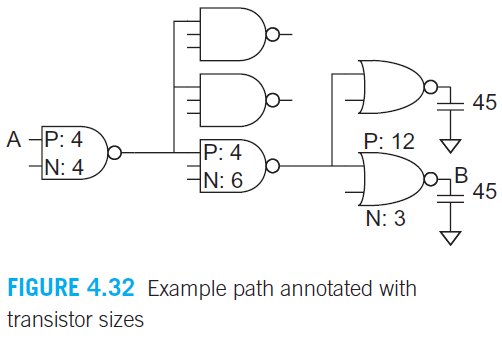 45
A
P: 4
N: 4
P: 4
N: 6
P: 12
B
45
N: 3
FIGURE 4.32 Example path annotated with
transistor sizes